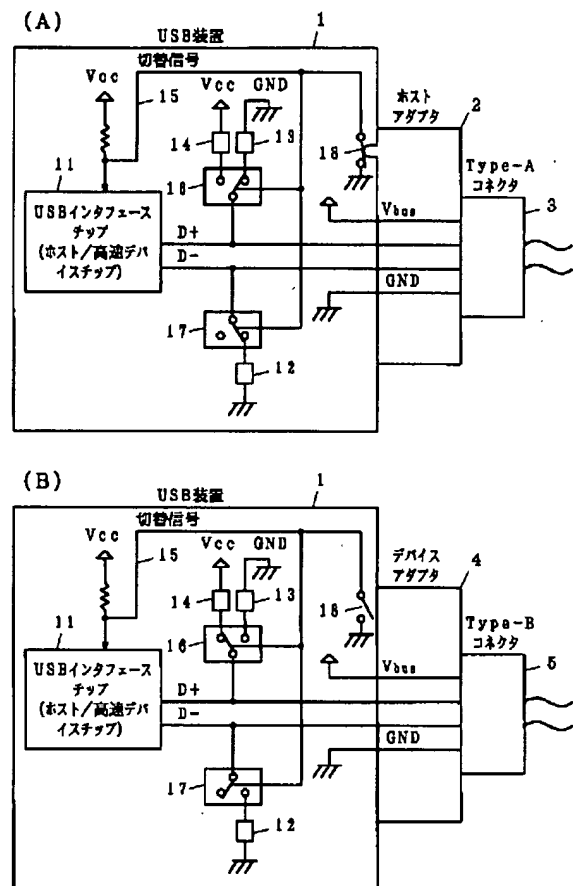 (A)
USB装置
1
切替信号
Vcc
15
Vcc
GND
14
13
ホスト
アダプタ
2
18
Type-A
コネクタ
3
11
16
USBインタフェース
チップ
(ホスト/高速デバ
イスチップ)
D+
D-
Vbus
GND
17
12
(B)
USB装置
1
切替信号
Vcc
15
Vcc
GND
14
13
デバイス
アダプタ
4
18
Type-B
コネクタ
5
11
16
USBインタフェース
チップ
(ホスト/高速デバ
イスチップ)
D+
D-
Vbus
GND
17
12